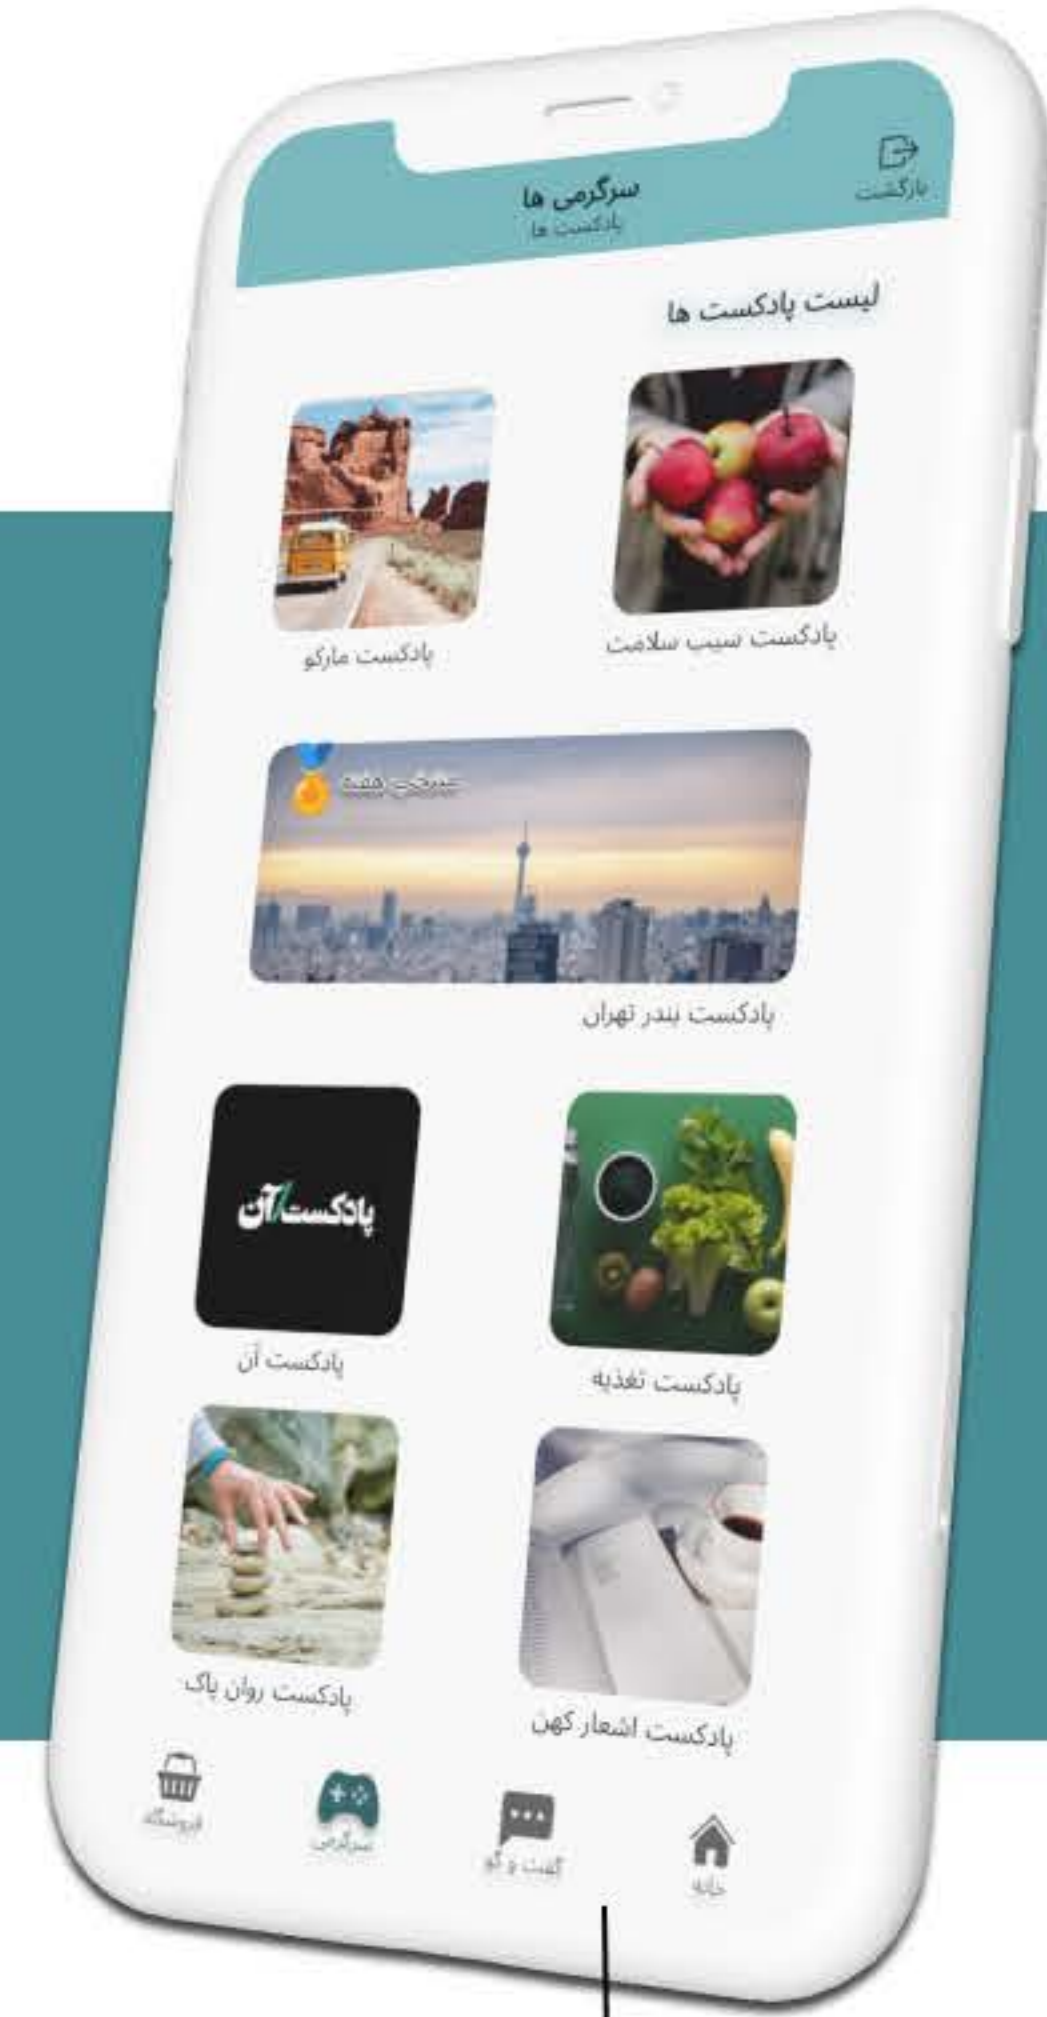 بازگشت
سرگرمی ها
پادکست ها
لیست پادکست ها
پادکست سیب سلامت
پادکست مارکو
هفته
پادکست بندر تهران
پادکست آن
پادکست تغذیه
پادکست آن
پادکست اشعار کهن
پادکست روان پاک
خانه
گفت و گو
سرگرمی
فروشگاه